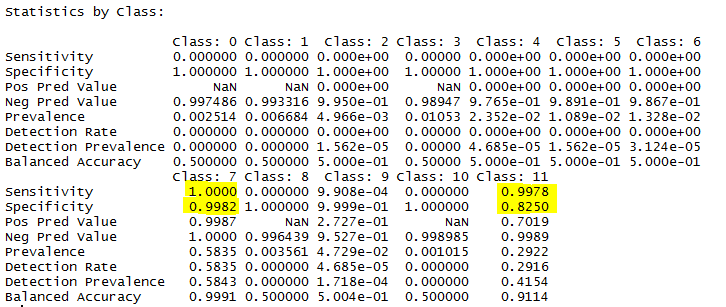 Statistics by Class:
Class: 0 Class: 1 Class: 2 Class: 3 Class: 4 Class: 5 Class: 6
Sensitivity 0.000000 0.000000 0.000e+00 0.00000 0.000e+00 0.000e+00 0.000e+00
Specificity 1.000000 1.000000 1.000e+00 1.00000 1.000e+00 1.000e+00 1.000e+00
Pos Pred Value NaN NaN 0.000e+00 NaN 0.000e+00 0.000e+00 0.000e+00
Neg Pred Value 0.997486 0.993316 9.950e-01 0.98947 9.765e-01 9.891e-01 9.867e-01
Prevalence 0.002514 0.006684 4.966e-03 0.01053 2.352e-02 1.089e-02 1.328e-02
Detection Rate 0.000000 0.000000 0.000e+00 0.00000 0.000e+00 0.000e+00 0.000e+00
Detection Prevalence 0.000000 0.000000 1.562e-05 0.00000 4.685e-05 1.562e-05 3.124e-05
Balanced Accuracy 0.500000 0.500000 5.000e-01 0.50000 5.000e-01 5.000e-01 5.000e-01
Class: 7 Class: 8 Class: 9 Class: 10 Class: 11
Sensitivity 1.0000 0.000000 9.908e-04 0.000000 0.9978
Specificity 0.9982 1.000000 9.999e-01 1.000000 0.8250
Pos Pred Value 0.9987 NaN 2.727e-01 NaN 0.7019
Neg Pred Value 1.0000 0.996439 9.527e-01 0.998985 0.9989
Prevalence 0.5835 0.003561 4.729e-02 0.001015 0.2922
Detection Rate 0.5835 0.000000 4.685e-05 0.000000 0.2916
Detection Prevalence 0.5843 0.000000 1.718e-04 0.000000 0.4154
Balanced Accuracy 0.9991 0.500000 5.004e-01 0.500000 0.9114